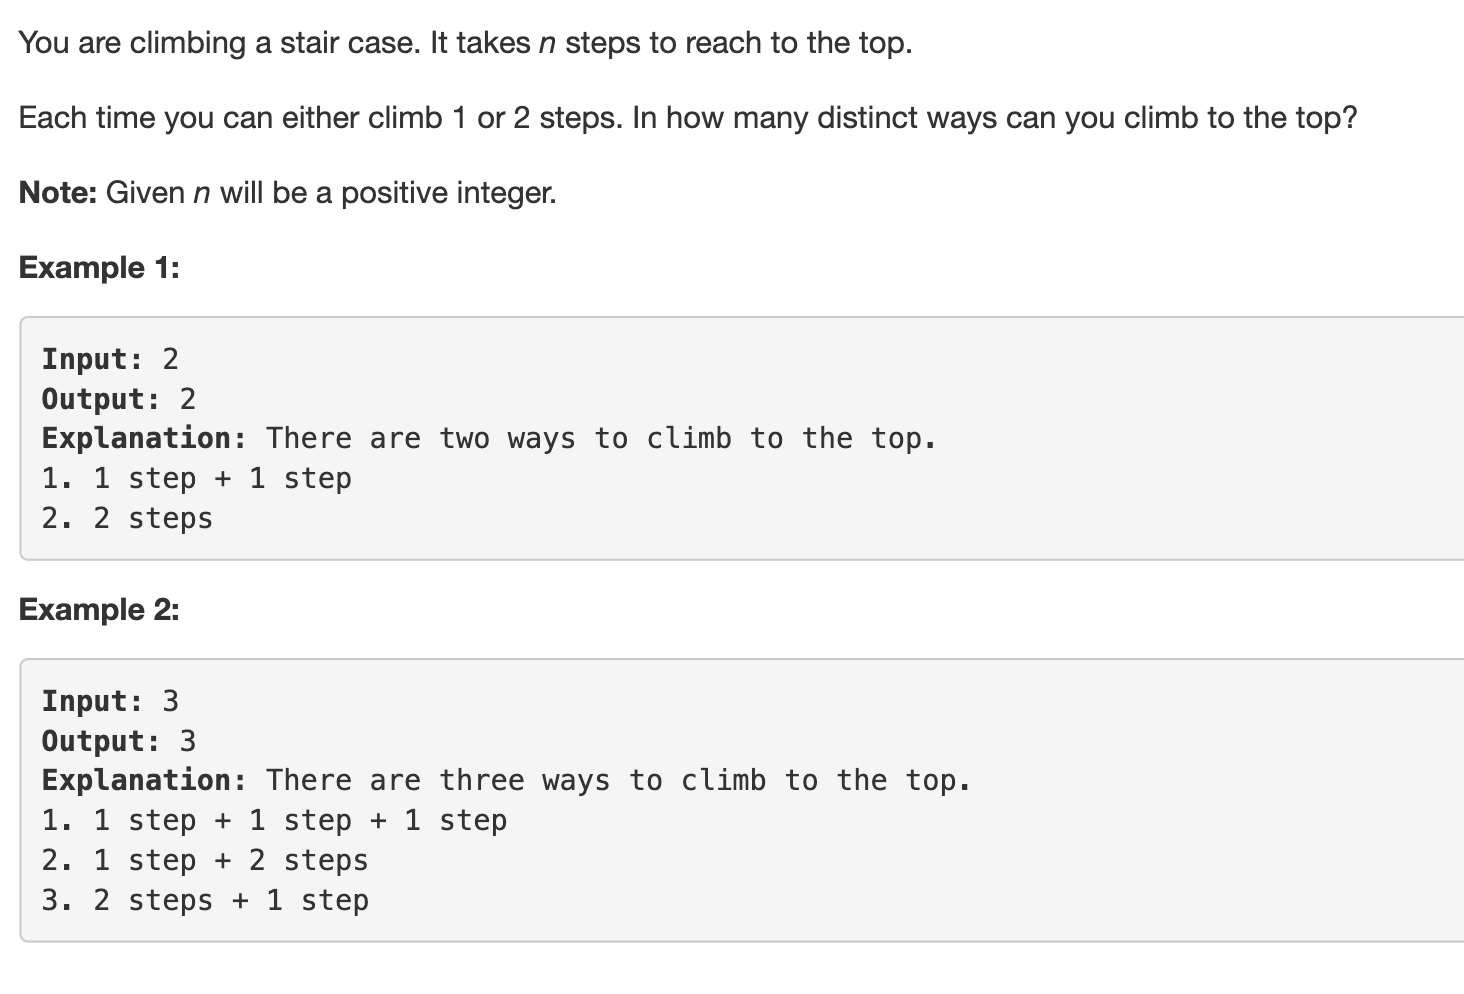 You are climbing a stair case. It takes n steps to reach to the top.
Each time you can either climb 1 or 2 steps. In how many distinct ways can you climb to the top?
Note: Given n will be a positive integer.
Example 1:
Input: 2
Output: 2
Explanation: There are two ways to climb to the top.
1. 1 step + 1 step
2. 2 steps
Example 2:
Input: 3
Output: 3
Explanation: There are three ways to climb to the top.
1. 1 step + 1 step + 1 step
2. 1 step + 2 steps
3. 2 steps + 1 step